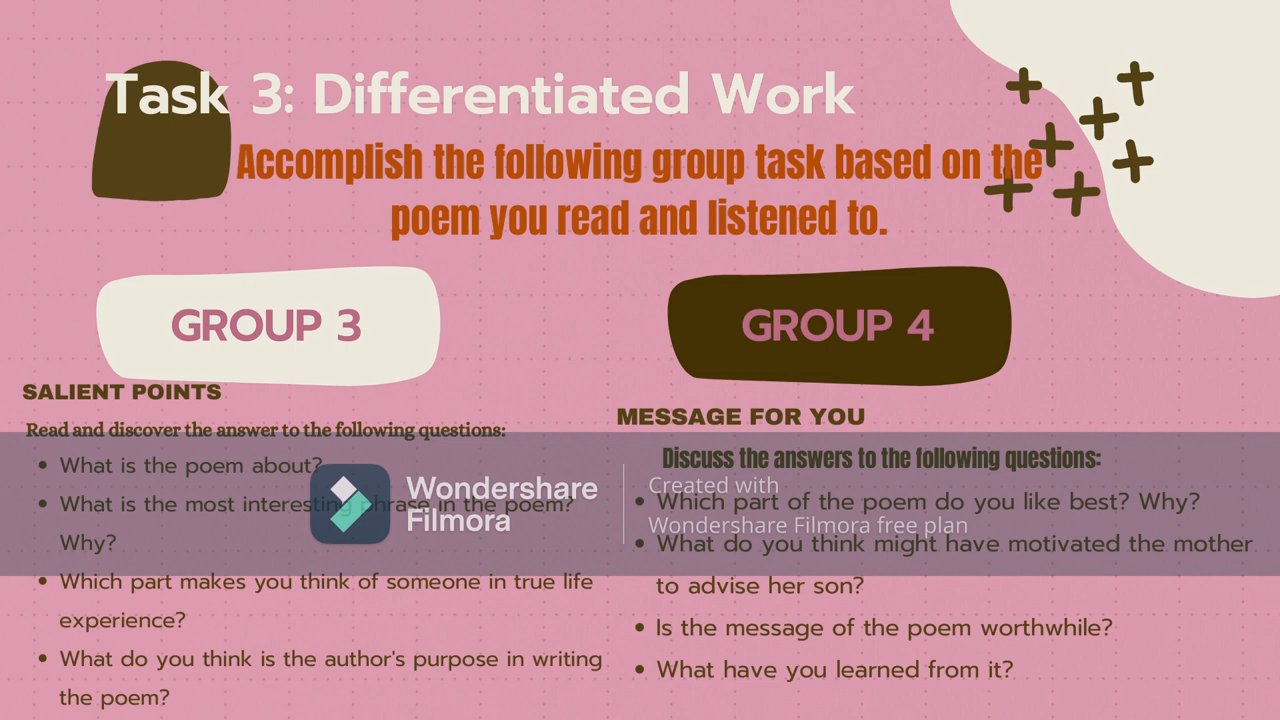 Task 3: Differentiated Work
Accomplish the following group task based on the
poem you read and listened to.
GROUP 3
SALIENT POINTS
Read and discover the answer to the following questions:
• What is the poem about?
• What is the most interesting phrase in the poem?
Why?
• Which part makes you think of someone in true life
experience?
• What do you think is the author's purpose in writing
the poem?
GROUP 4
MESSAGE FOR YOU
Discuss the answers to the following questions:
• Which part of the poem do you like best? Why?
• What do you think might have motivated the mother
to advise her son?
• Is the message of the poem worthwhile?
• What have you learned from it?
Wondershare
Filmora
Created with
Wondershare Filmora free plan